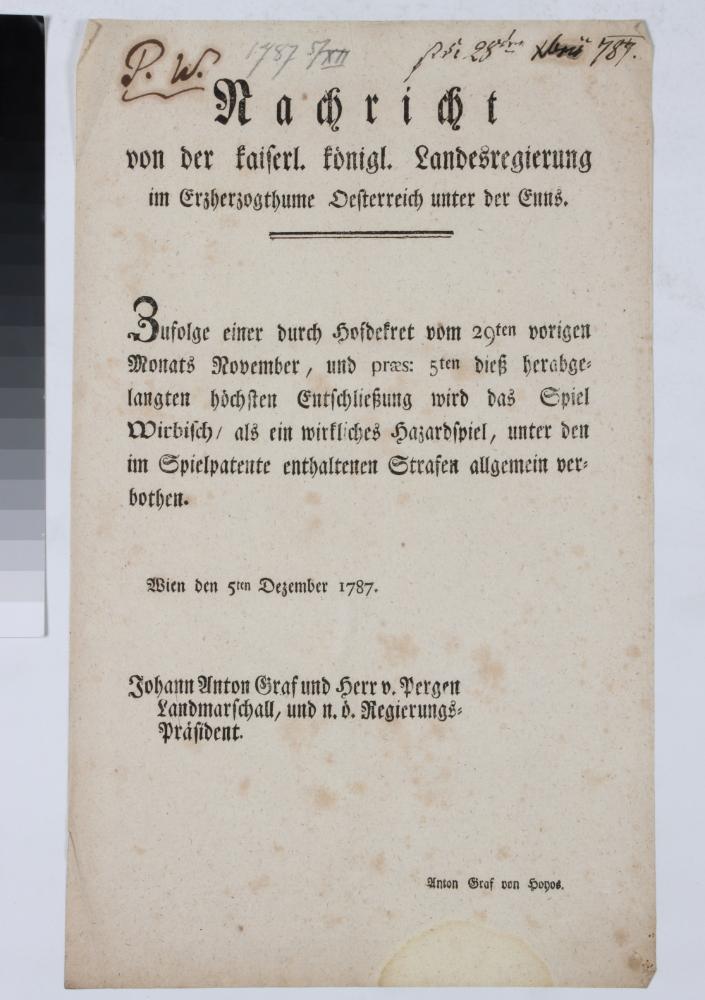 P. W. 1787 5/XII 28 787.
Nachricht
von der kaiserl. königl. Landesregierung
im Erzherzogthume Oesterreich unter der Enns.
Zufolge einer durch Hofdekret vom 29ten vorigen
Monats November, und præs: 5ten dieß herabge-
langten höchsten Entschließung wird das Spiel
Wirbisch/ als ein wirkliches Hazardspiel, unter den
im Spielpatente enthaltenen Strafen allgemein ver-
bothen.
Wien den 5ten Dezember 1787.
Johann Anton Graf und Herr v. Pergen
Landmarschall, und n. ö. Regierungs-
Präsident.
Anton Graf von Hoyos.